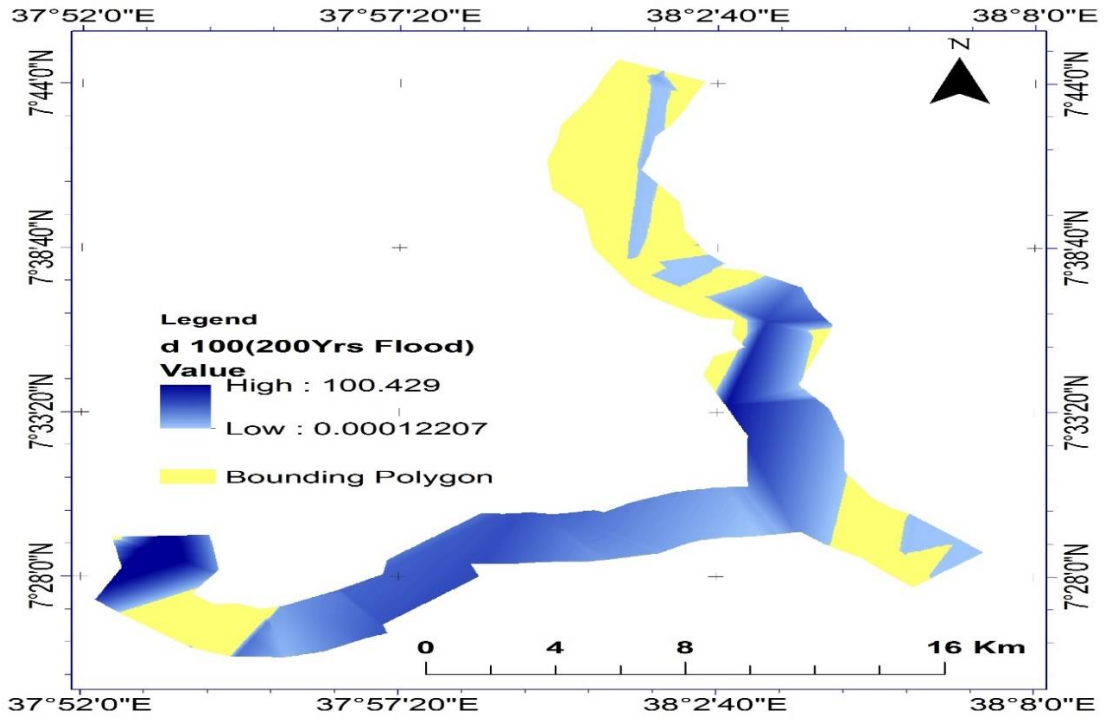 37°52'0"E 37°57'20"E 38°2'40"E 38°8'0"E
N
7°44'0"N 7°44'0"N
7°38'40"N 7°38'40"N
Legend
d 100(200Yrs Flood)
Value
High : 100.429
7°33'20"N 7°33'20"N
Low : 0.00012207
Bounding Polygon
7°28'0"N 7°28'0"N
0 4 8 16 Km
37°52'0"E 37°57'20"E 38°2'40"E 38°8'0"E